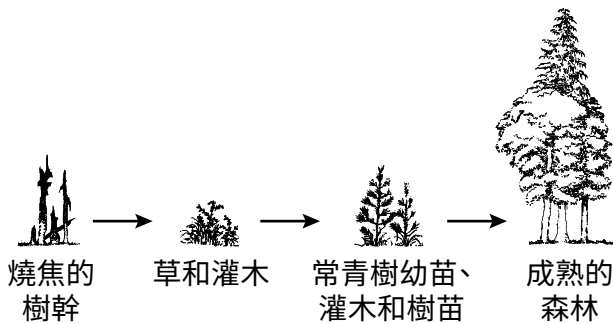 燒焦的
樹幹
草和灌木
常青樹幼苗、
灌木和樹苗
成熟的
森林